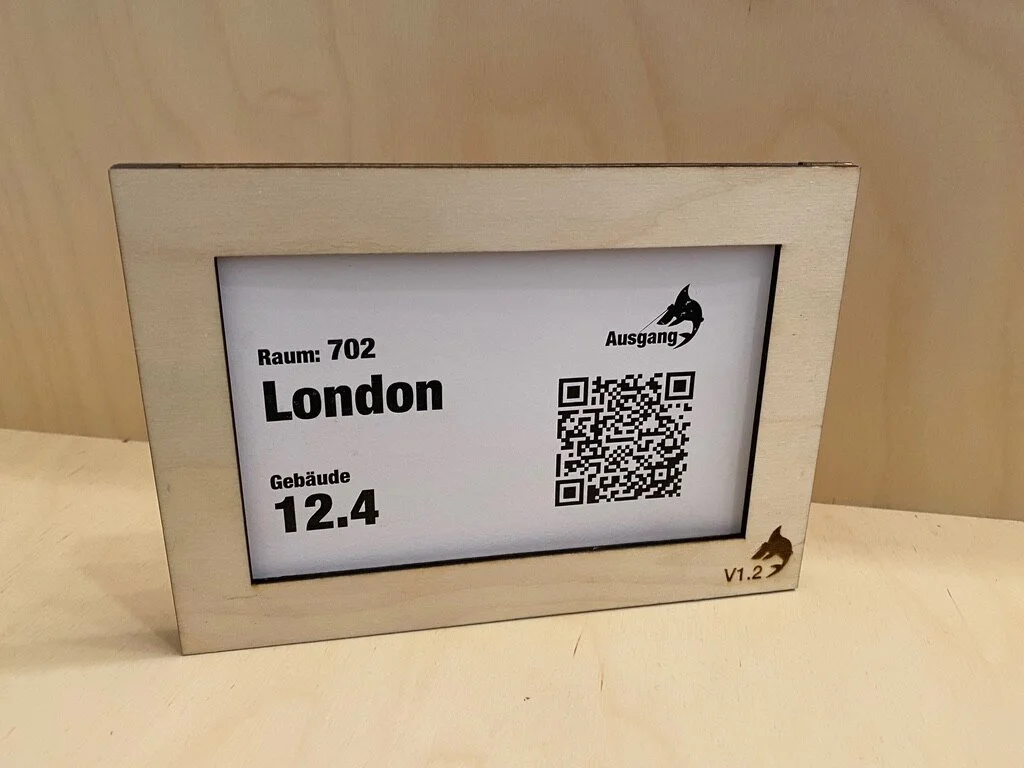 Raum: 702
London
Gebäude
12.4
Ausgang
V1.2